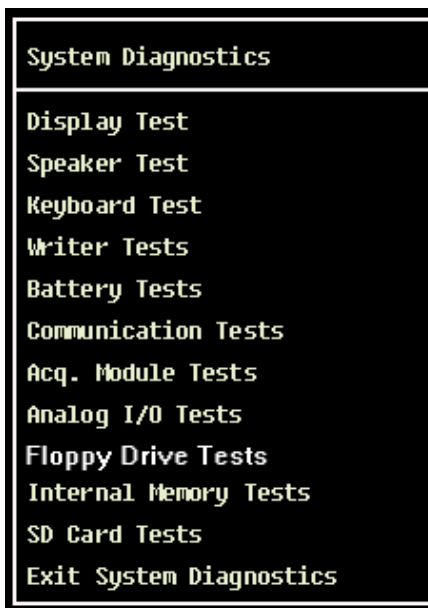 System Diagnostics
Display Test
Speaker Test
Keyboard Test
Writer Tests
Battery Tests
Communication Tests
Acq. Module Tests
Analog I/O Tests
Floppy Drive Tests
Internal Memory Tests
SD Card Tests
Exit System Diagnostics